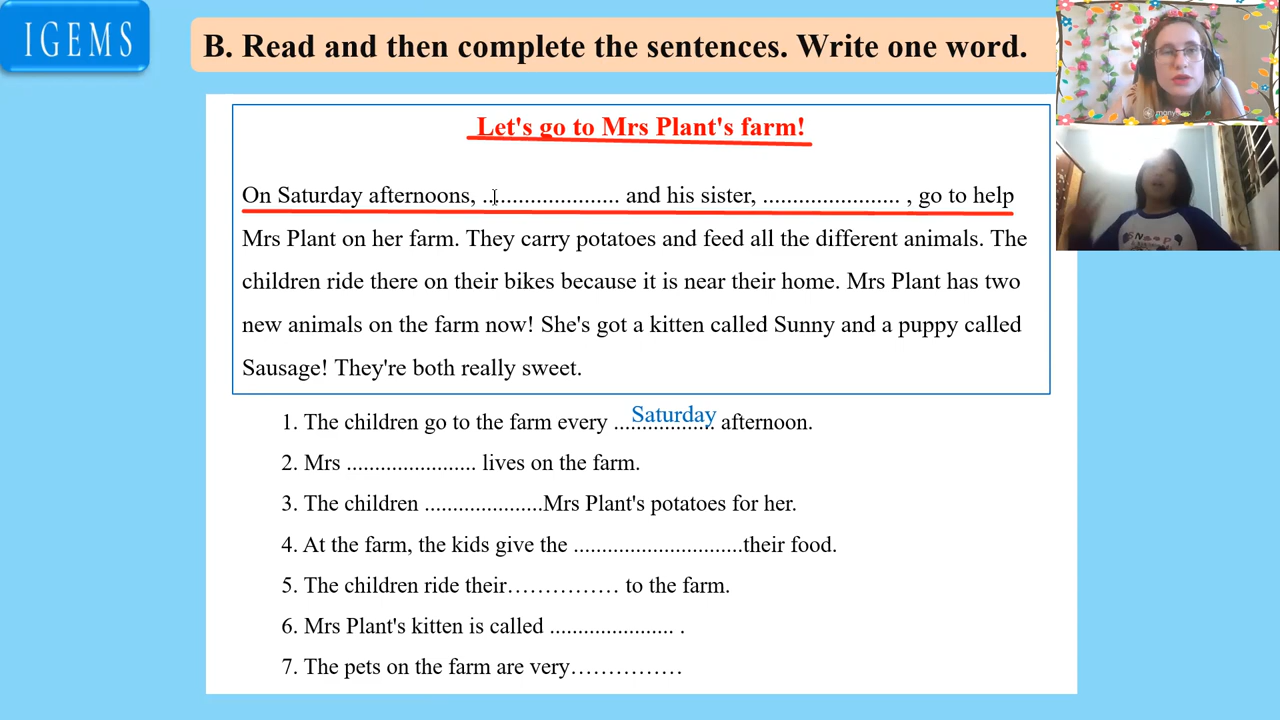 IGEMS
B. Read and then complete the sentences. Write one word.
Let's go to Mrs Plant's farm!
On Saturday afternoons, ........................ and his sister, ........................ , go to help
Mrs Plant on her farm. They carry potatoes and feed all the different animals. The
children ride there on their bikes because it is near their home. Mrs Plant has two
new animals on the farm now! She's got a kitten called Sunny and a puppy called
Sausage! They're both really sweet.
1. The children go to the farm every Saturday afternoon.
2. Mrs ....................... lives on the farm.
3. The children .....................Mrs Plant's potatoes for her.
4. At the farm, the kids give the ..............................their food.
5. The children ride their…………… to the farm.
6. Mrs Plant's kitten is called ...................... .
7. The pets on the farm are very……………